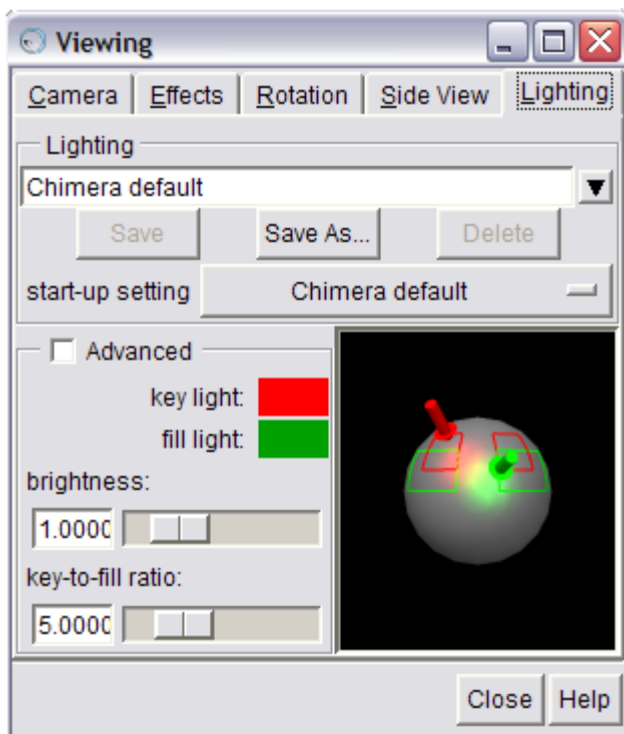 Viewing
Camera Effects Rotation Side View Lighting
Lighting
Chimera default
Save Save As... Delete
start-up setting Chimera default
Advanced
key light:
fill light:
brightness:
1.0000
key-to-fill ratio:
5.0000
Close Help